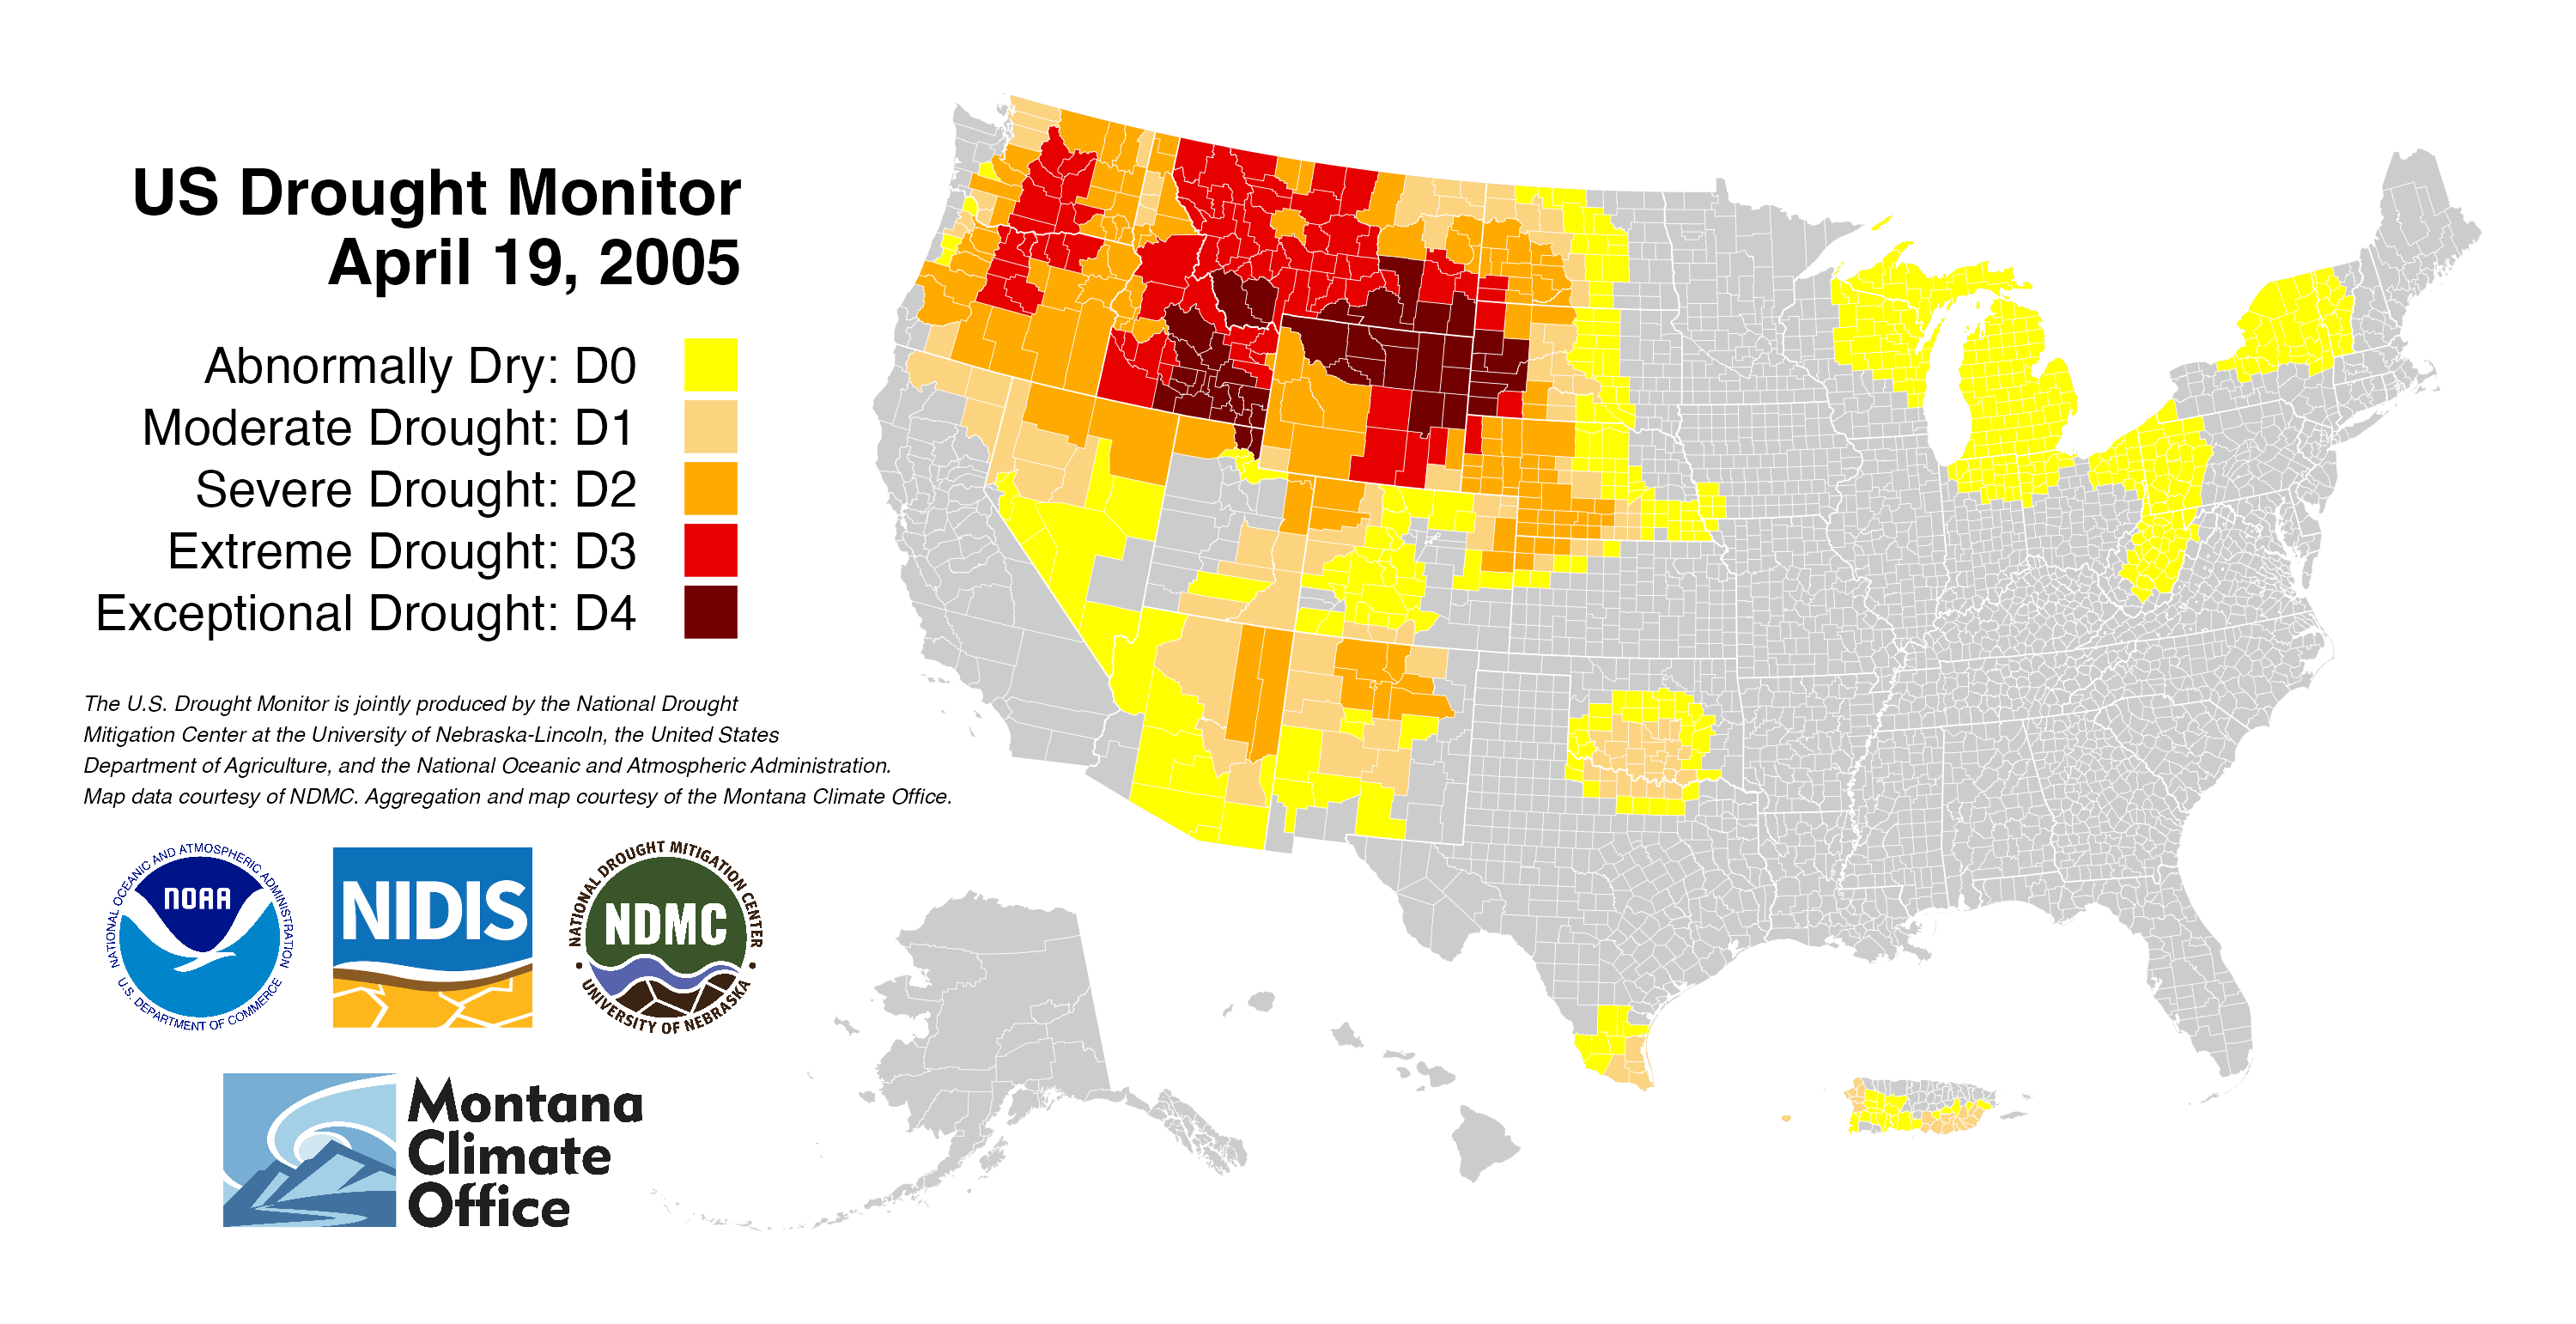 US Drought Monitor
April 19, 2005
Abnormally Dry: D0
Moderate Drought: D1
Severe Drought: D2
Extreme Drought: D3
Exceptional Drought: D4
The U.S. Drought Monitor is jointly produced by the National Drought
Mitigation Center at the University of Nebraska-Lincoln, the United States
Department of Agriculture, and the National Oceanic and Atmospheric Administration.
Map data courtesy of NDMC. Aggregation and map courtesy of the Montana Climate Office.
NATIONAL OCEANIC AND ATMOSPHERIC ADMINISTRATION
NOAA
U.S. DEPARTMENT OF COMMERCE
NIDIS
NATIONAL DROUGHT MITIGATION CENTER
NDMC
• UNIVERSITY OF NEBRASKA •
Montana
Climate
Office